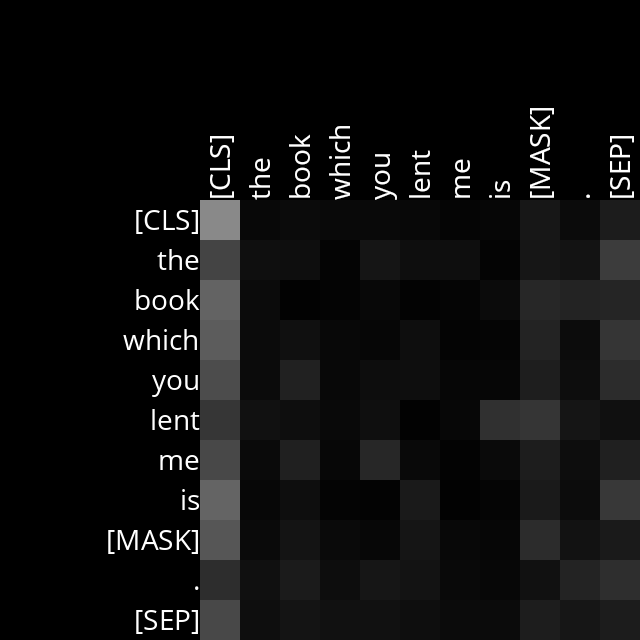 [CLS] the book which you lent me is [MASK] . [SEP]
[CLS]
the
book
which
you
lent
me
is
[MASK]
.
[SEP]